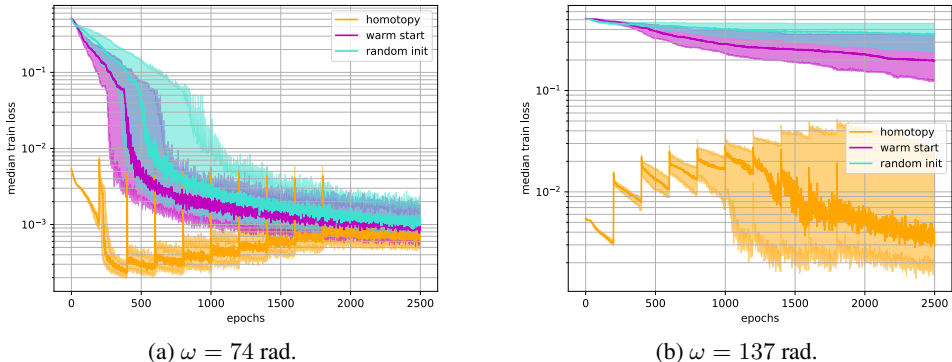 homotopy
warm start
random init
10⁻¹
10⁻²
10⁻³
median train loss
0 500 1000 1500 2000 2500
epochs
(a) ω = 74 rad.
10⁻¹
10⁻²
median train loss
homotopy
warm start
random init
0 500 1000 1500 2000 2500
epochs
(b) ω = 137 rad.